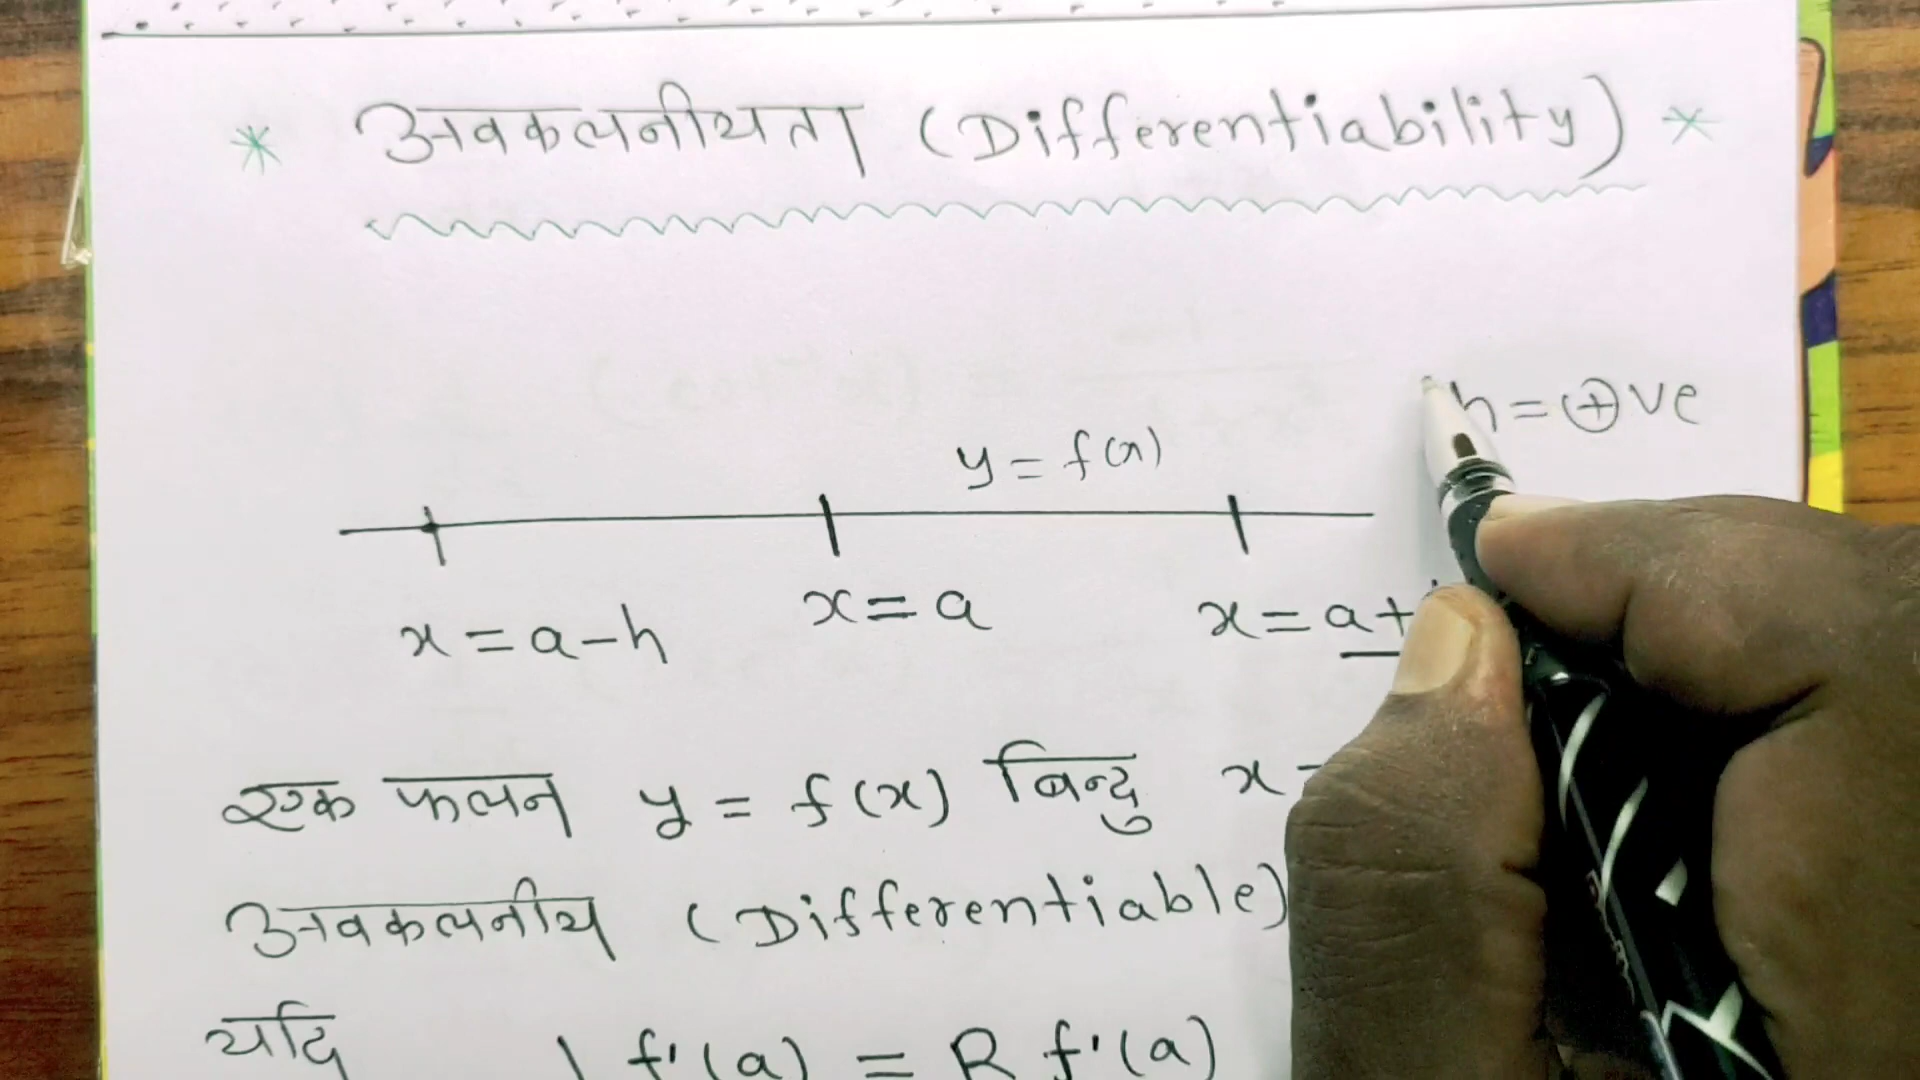 * अवकलनीयता (Differentiability) *
h = ⊕ve
y = f(x)
x = a-h x = a x = a+
एक फलन y = f(x) बिन्दु x
अवकलनीय (Differentiable)
यदि L f'(a) = R f'(a)